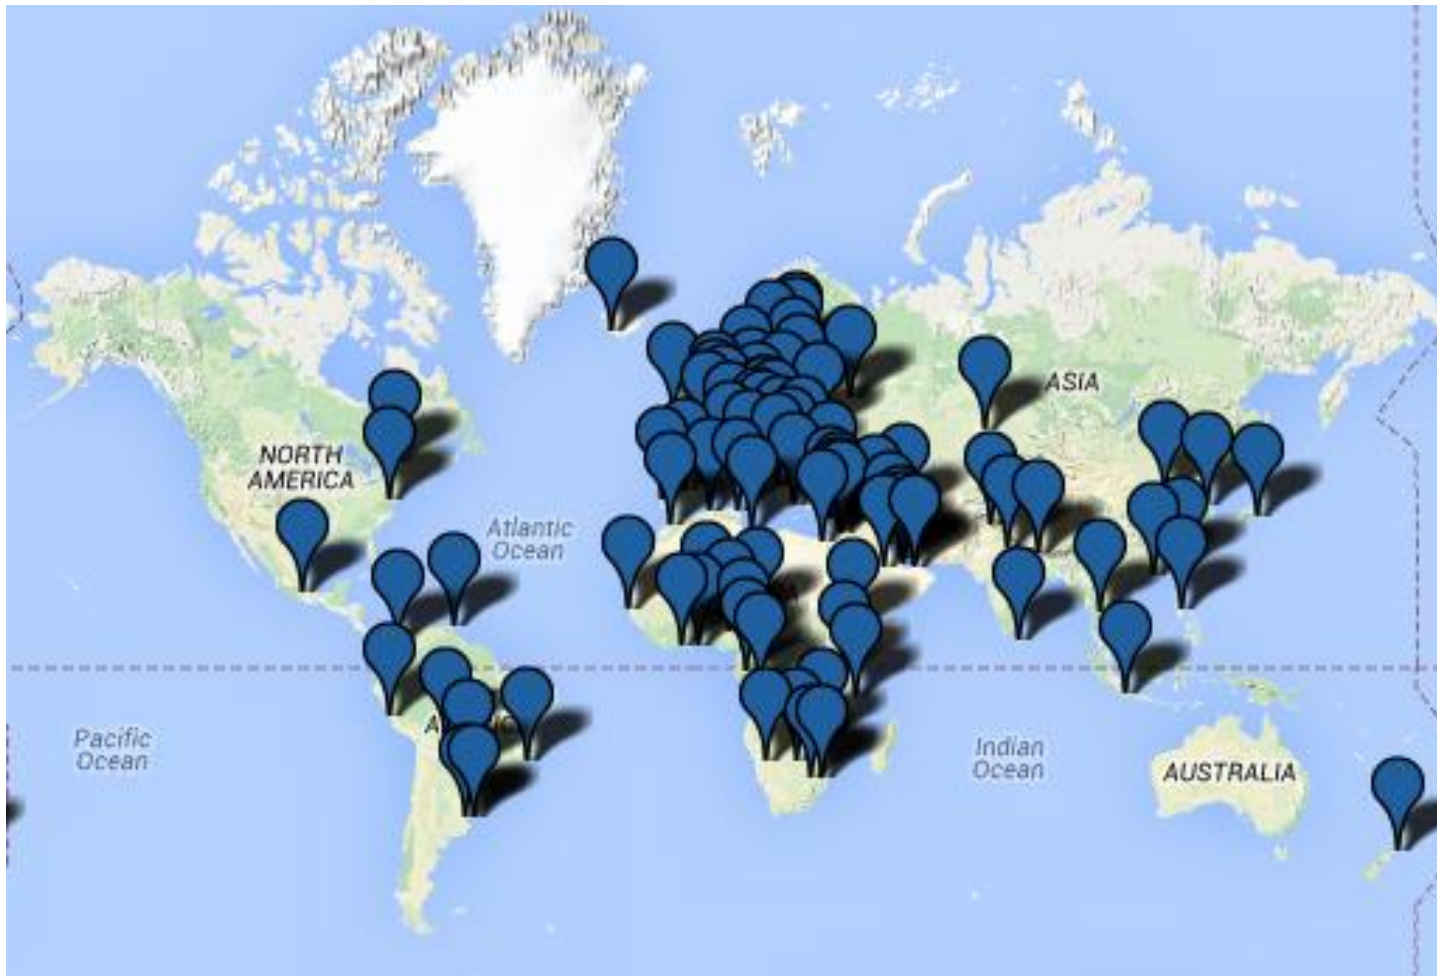 ASIA
NORTH
AMERICA
Atlantic
Ocean
Pacific
Ocean
Indian
Ocean
AUSTRALIA